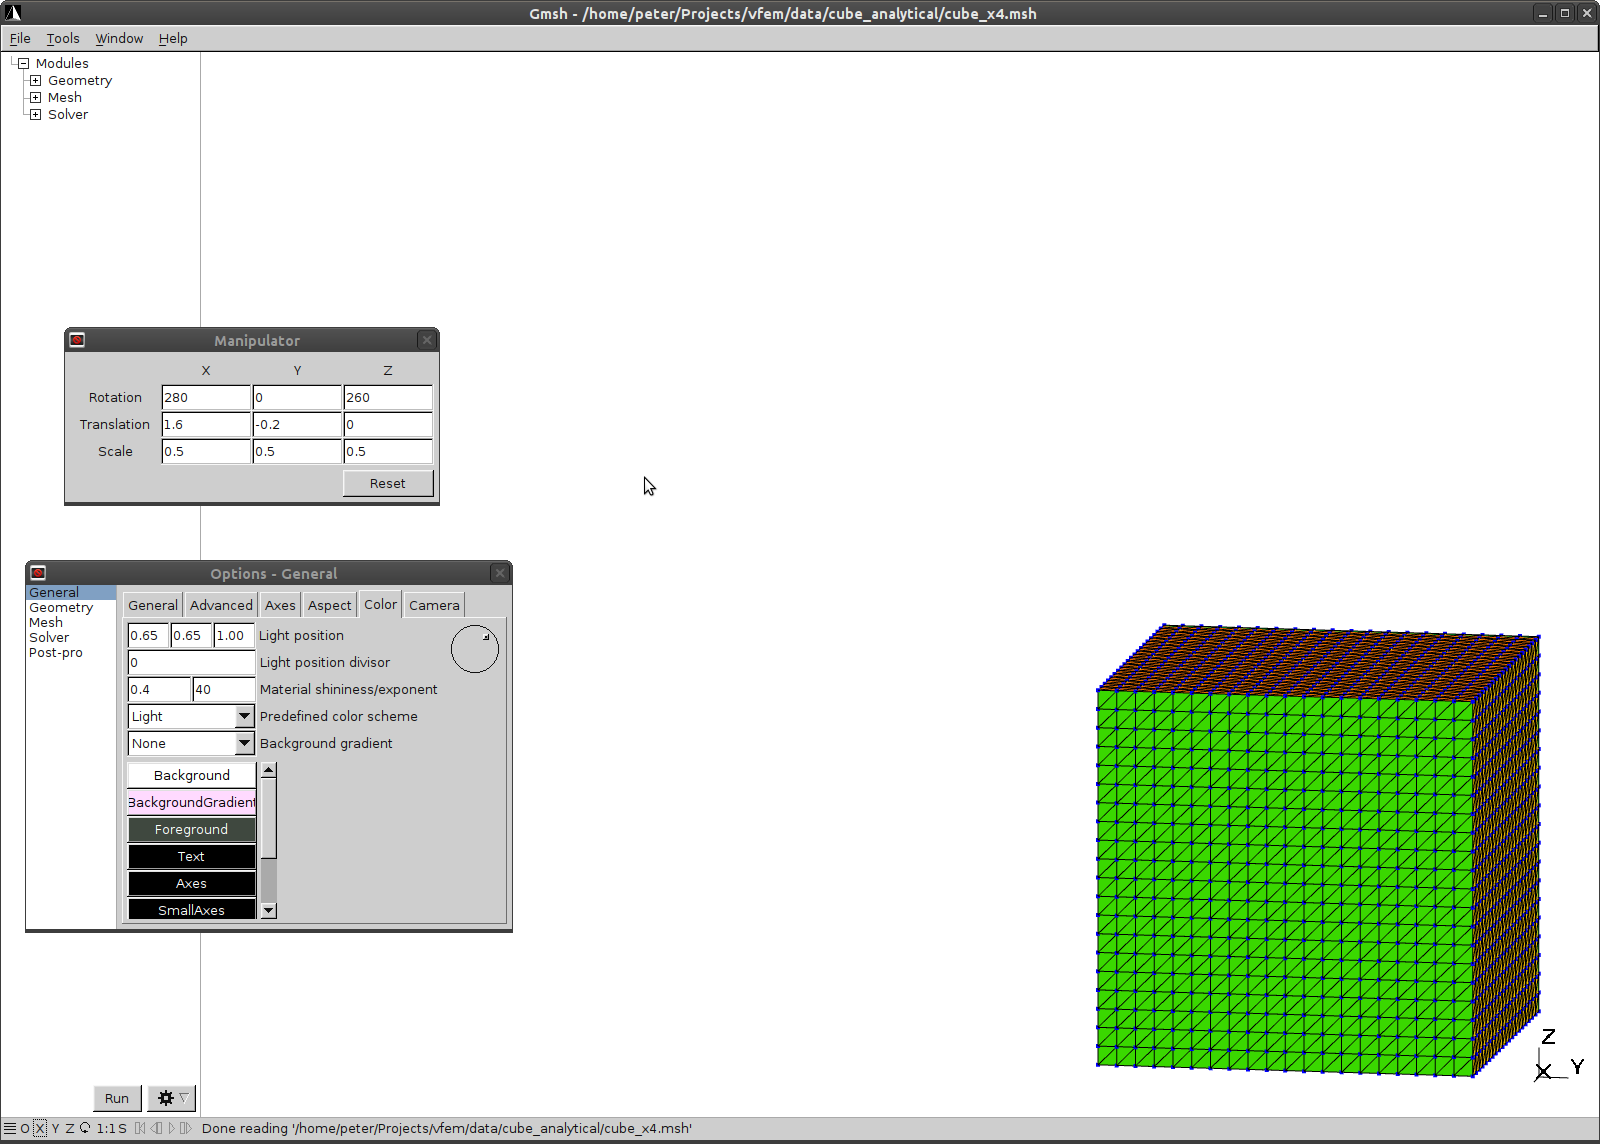 Gmsh - /home/peter/Projects/vfem/data/cube_analytical/cube_x4.msh
File Tools Window Help
Modules
Geometry
Mesh
Solver
Manipulator
X Y Z
Rotation 280 0 260
Translation 1.6 -0.2 0
Scale 0.5 0.5 0.5
Reset
Options - General
General
Geometry
Mesh
Solver
Post-pro
General Advanced Axes Aspect Color Camera
0.65 0.65 1.00 Light position
0 Light position divisor
0.4 40 Material shininess/exponent
Light Predefined color scheme
None Background gradient
Background
BackgroundGradient
Foreground
Text
Axes
SmallAxes
Z
X Y
Run
O X Y Z 1:1 S Done reading '/home/peter/Projects/vfem/data/cube_analytical/cube_x4.msh'